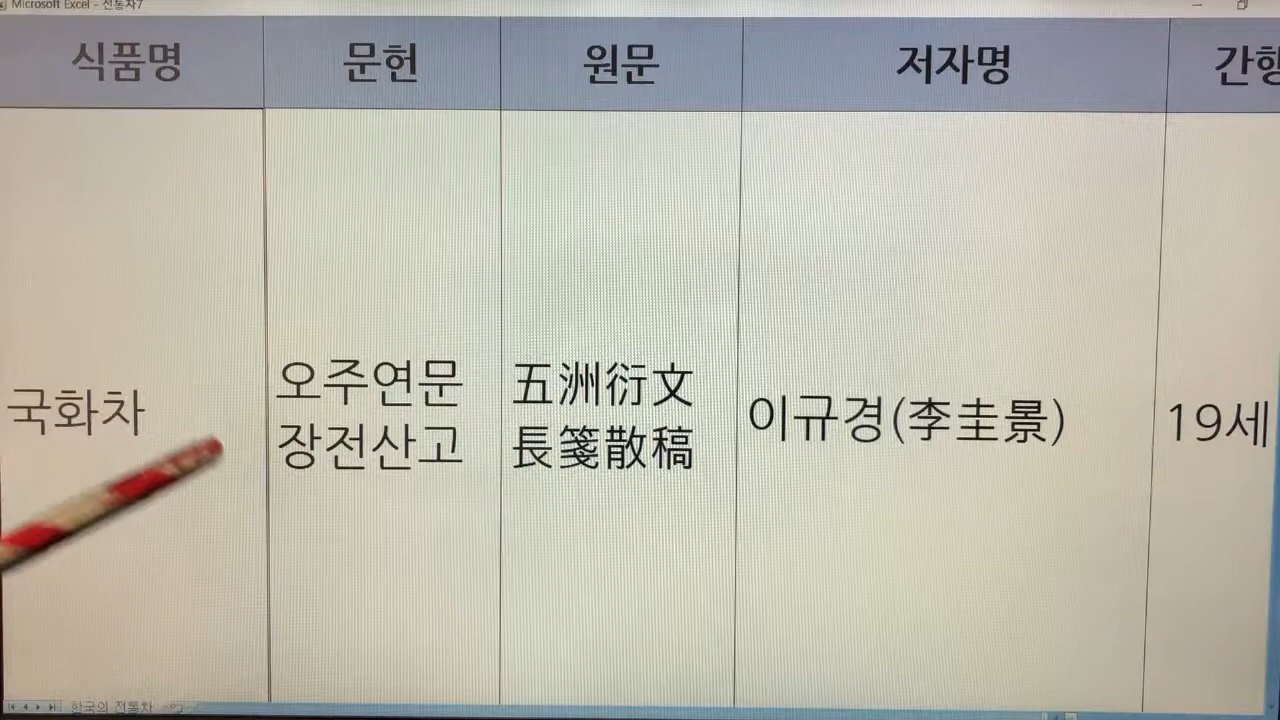 Microsoft Excel - 전통차7
식품명 문헌 원문 저자명 간행
국화차 오주연문 五洲衍文 이규경(李圭景) 19세
장전산고 長箋散稿
한국의 전통차